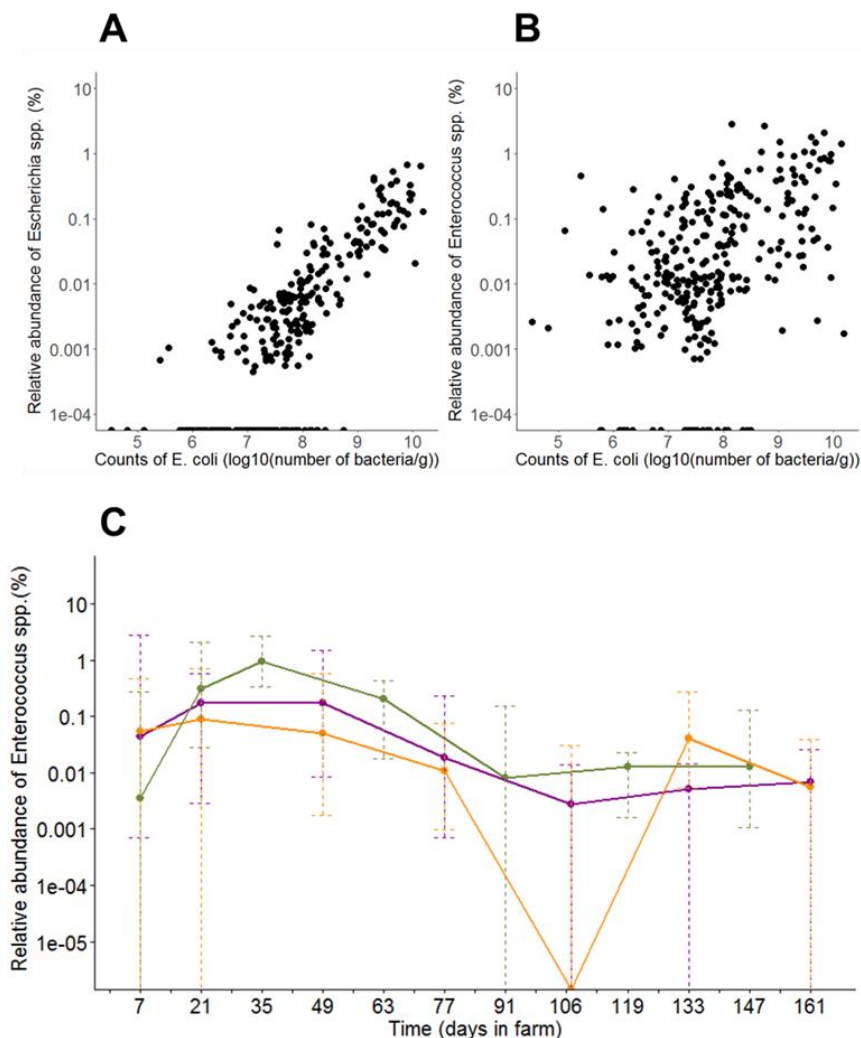 A
B
Relative abundance of Escherichia spp. (%)
10
1
0.1
0.01
0.001
1e-04
5 6 7 8 9 10
Counts of E. coli (log10(number of bacteria/g))
Relative abundance of Enterococcus spp. (%)
10
1
0.1
0.01
0.001
1e-04
5 6 7 8 9 10
Counts of E. coli (log10(number of bacteria/g))
C
Relative abundance of Enterococcus spp.(%)
10
1
0.1
0.01
0.001
1e-04
1e-05
7 21 35 49 63 77 91 106 119 133 147 161
Time (days in farm)